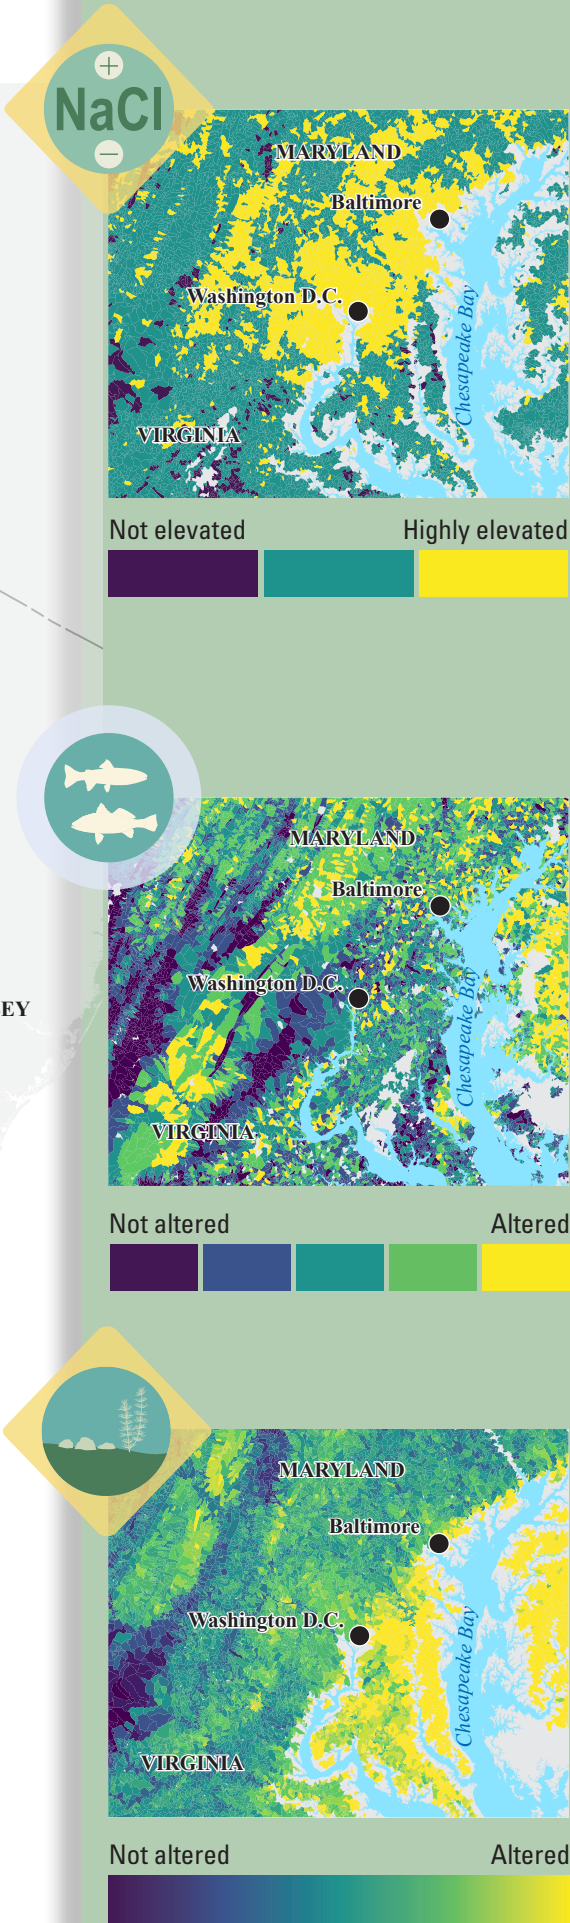 +
NaCl
−
MARYLAND
Baltimore
Washington D.C.
Chesapeake Bay
VIRGINIA
Not elevated
Highly elevated
MARYLAND
Baltimore
Washington D.C.
Chesapeake Bay
EY
VIRGINIA
Not altered
Altered
MARYLAND
Baltimore
Washington D.C.
Chesapeake Bay
VIRGINIA
Not altered
Altered